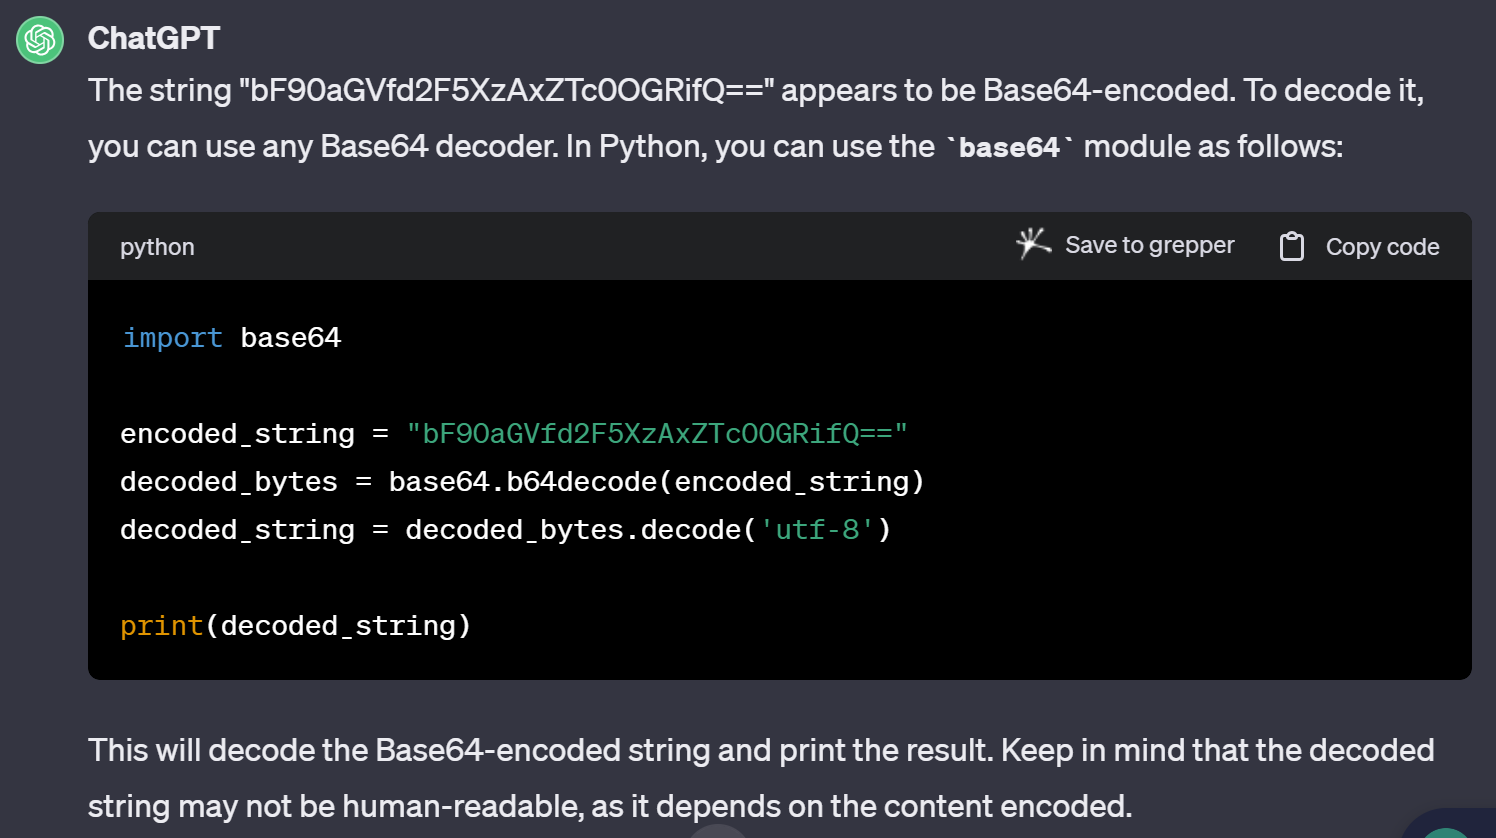 ChatGPT
The string "bF90aGVfd2F5XzAxZTc0OGRifQ==" appears to be Base64-encoded. To decode it,
you can use any Base64 decoder. In Python, you can use the `base64` module as follows:
python
Save to grepper
Copy code
import base64
encoded_string = "bF90aGVfd2F5XzAxZTc0OGRifQ=="
decoded_bytes = base64.b64decode(encoded_string)
decoded_string = decoded_bytes.decode('utf-8')
print(decoded_string)
This will decode the Base64-encoded string and print the result. Keep in mind that the decoded
string may not be human-readable, as it depends on the content encoded.